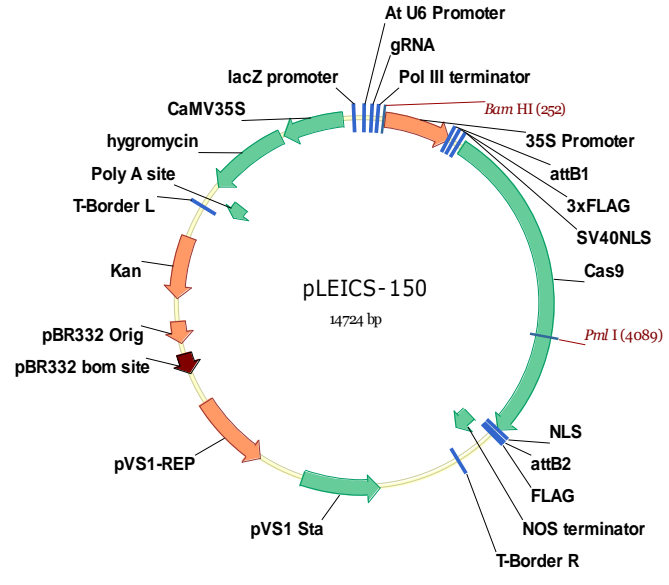 At U6 Promoter
gRNA
lacZ promoter
Pol III terminator
CaMV35S
Bam HI (252)
hygromycin
35S Promoter
attB1
Poly A site
3xFLAG
T-Border L
SV40NLS
Kan
Cas9
pLEICS-150
14724 bp
pBR332 Orig
Pml I (4089)
pBR332 bom site
NLS
attB2
pVS1-REP
FLAG
pVS1 Sta
NOS terminator
T-Border R